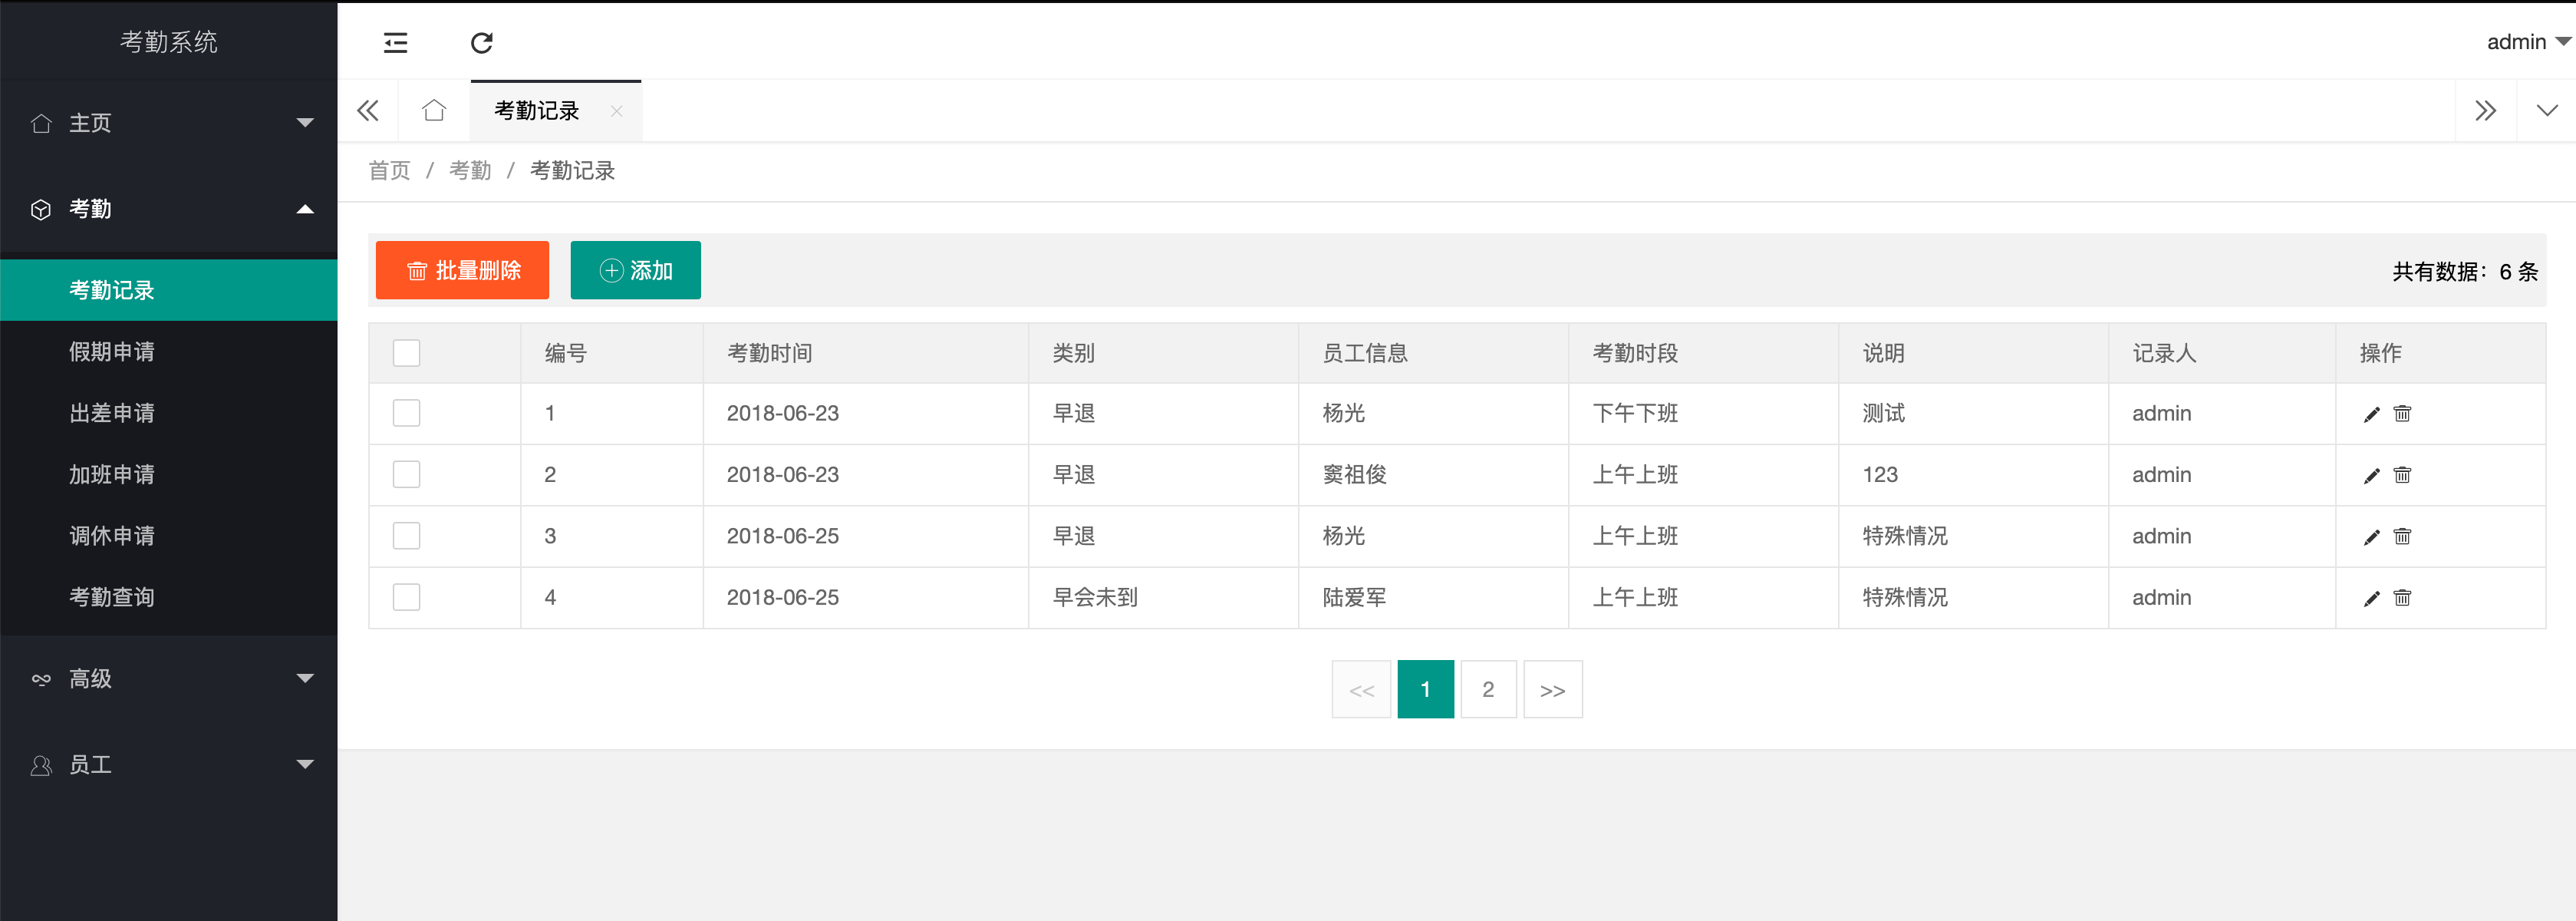 考勤系统
admin
主页
考勤
考勤记录
假期申请
出差申请
加班申请
调休申请
考勤查询
高级
员工
考勤记录
首页 / 考勤 / 考勤记录
批量删除 添加 共有数据：6 条
编号 考勤时间 类别 员工信息 考勤时段 说明 记录人 操作
1 2018-06-23 早退 杨光 下午下班 测试 admin
2 2018-06-23 早退 窦祖俊 上午上班 123 admin
3 2018-06-25 早退 杨光 上午上班 特殊情况 admin
4 2018-06-25 早会未到 陆爱军 上午上班 特殊情况 admin
<< 1 2 >>